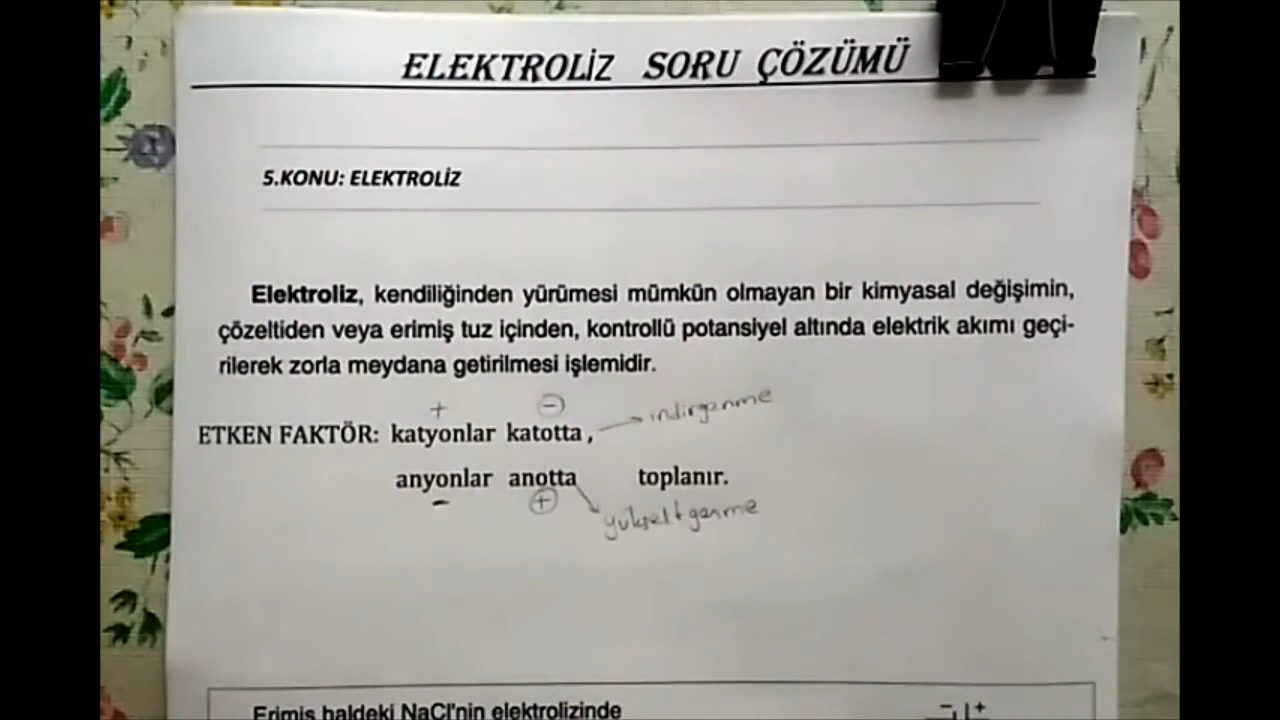 ELEKTROLİZ SORU ÇÖZÜMÜ
5.KONU: ELEKTROLİZ
Elektroliz, kendiliğinden yürümesi mümkün olmayan bir kimyasal değişimin,
çözeltiden veya erimiş tuz içinden, kontrollü potansiyel altında elektrik akımı geçi-
rilerek zorla meydana getirilmesi işlemidir.
+ −
ETKEN FAKTÖR: katyonlar katotta, indirgenme
anyonlar anotta toplanır.
− + yükseltgenme
Erimiş haldeki NaCl'nin elektrolizinde